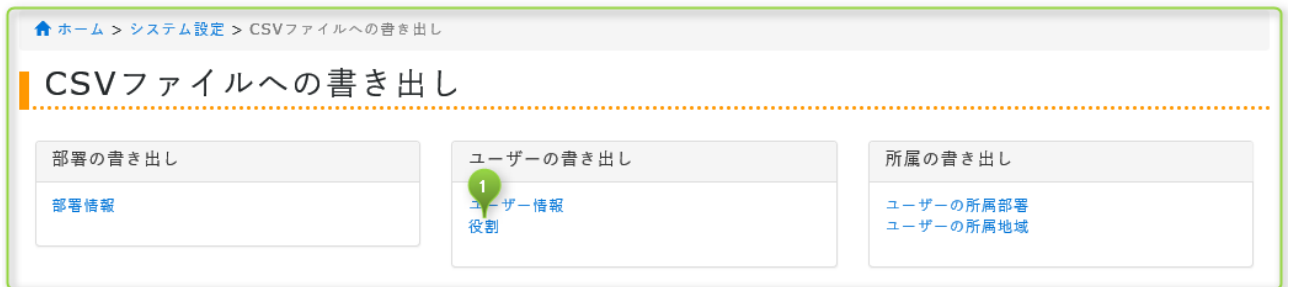 ホーム > システム設定 > CSVファイルへの書き出し
CSVファイルへの書き出し
部署の書き出し
部署情報
ユーザーの書き出し
1
ユーザー情報
役割
所属の書き出し
ユーザーの所属部署
ユーザーの所属地域